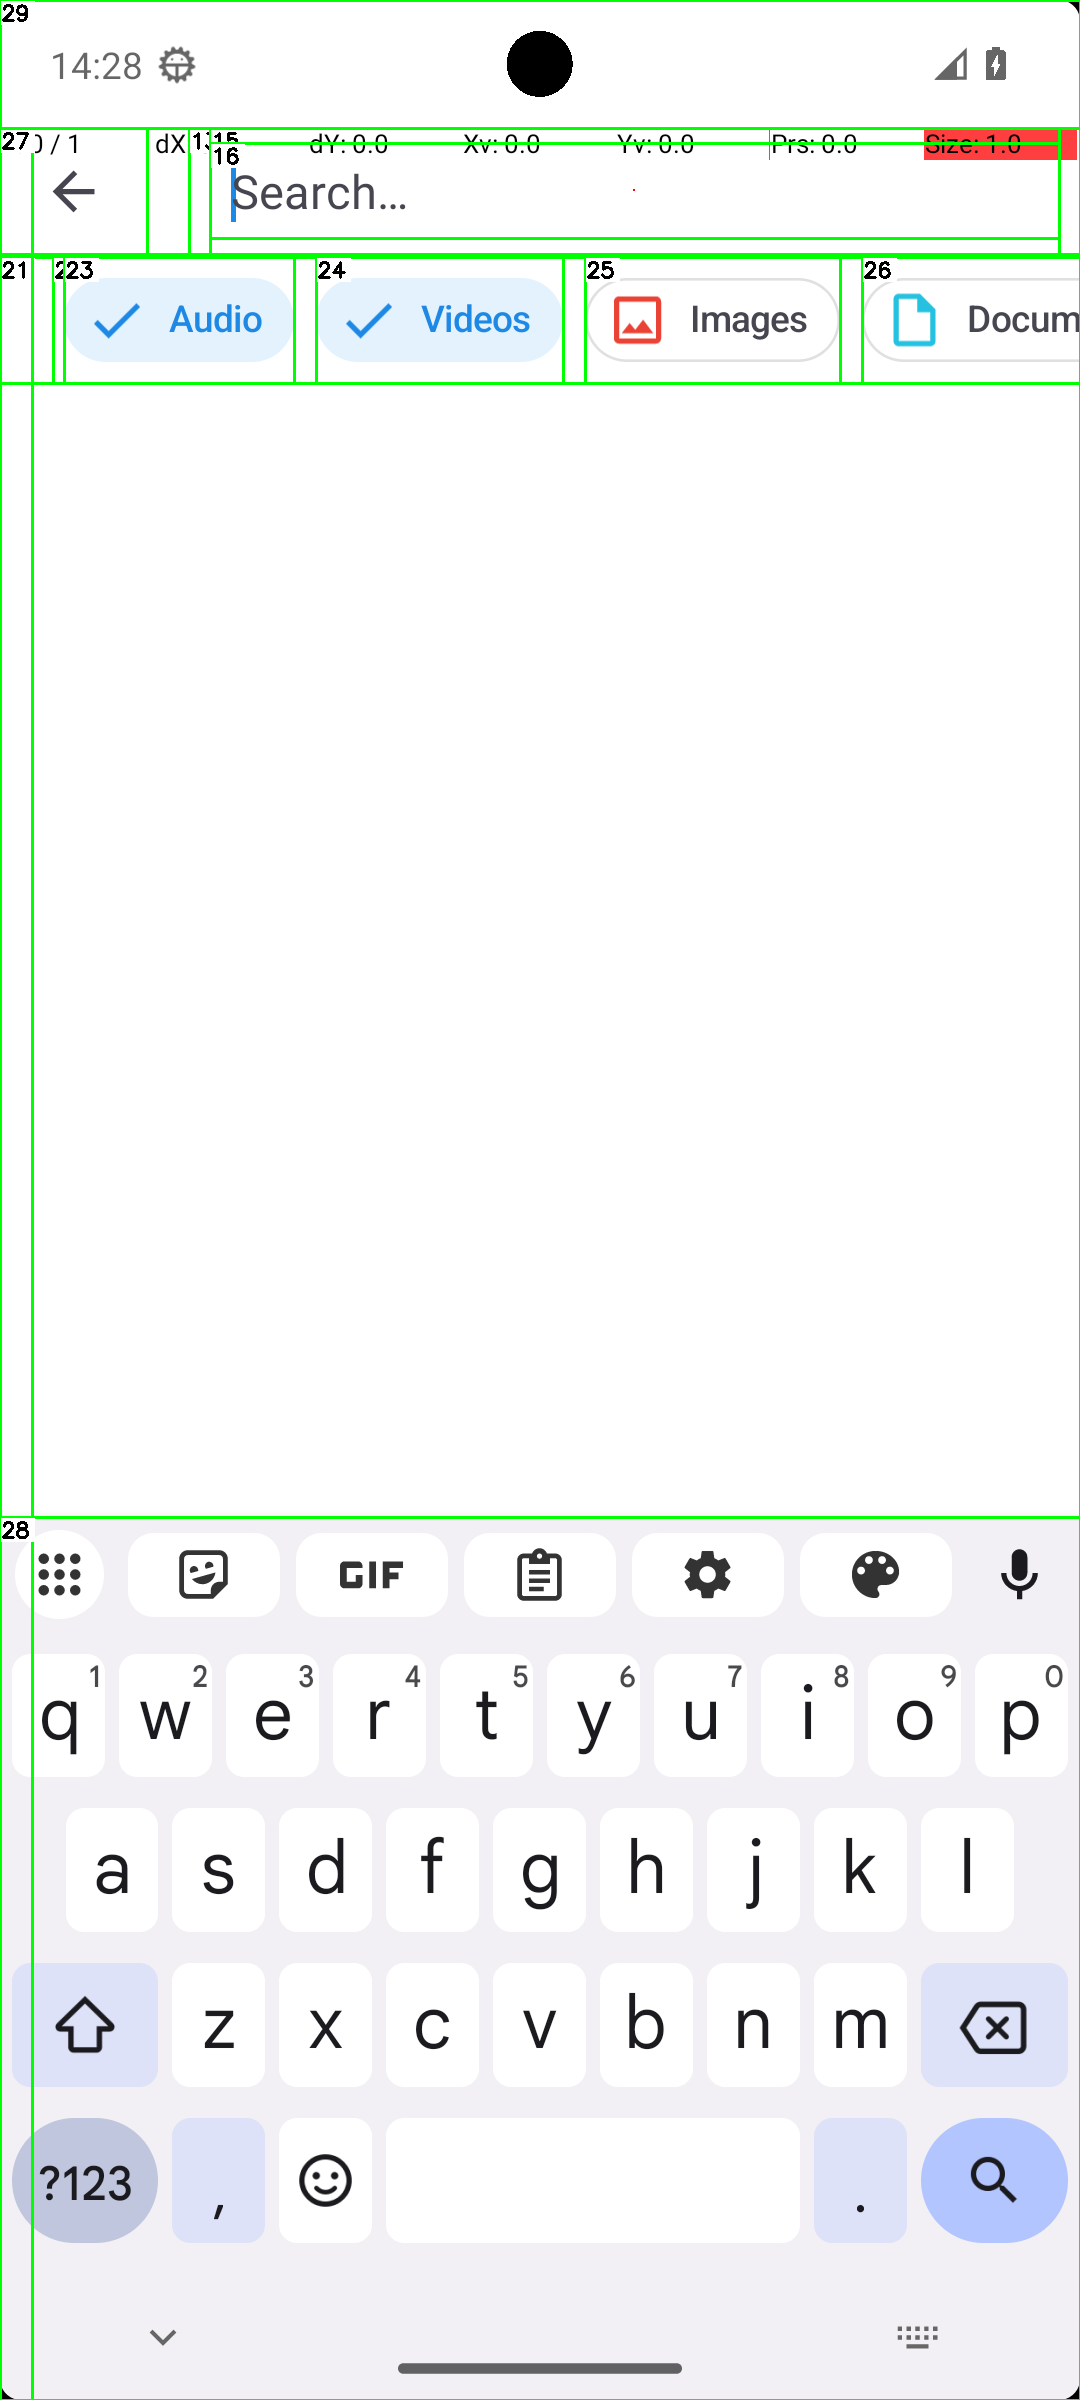 29
14:28
27 0 / 1 dX 13 15 dY: 0.0 Xv: 0.0 Yv: 0.0 Prs: 0.0 Size: 1.0
16
Search…
21 23 24 25 26
Audio Videos Images Docum
28
GIF
q 1 w 2 e 3 r 4 t 5 y 6 u 7 i 8 o 9 p 0
a s d f g h j k l
z x c v b n m
?123 , .